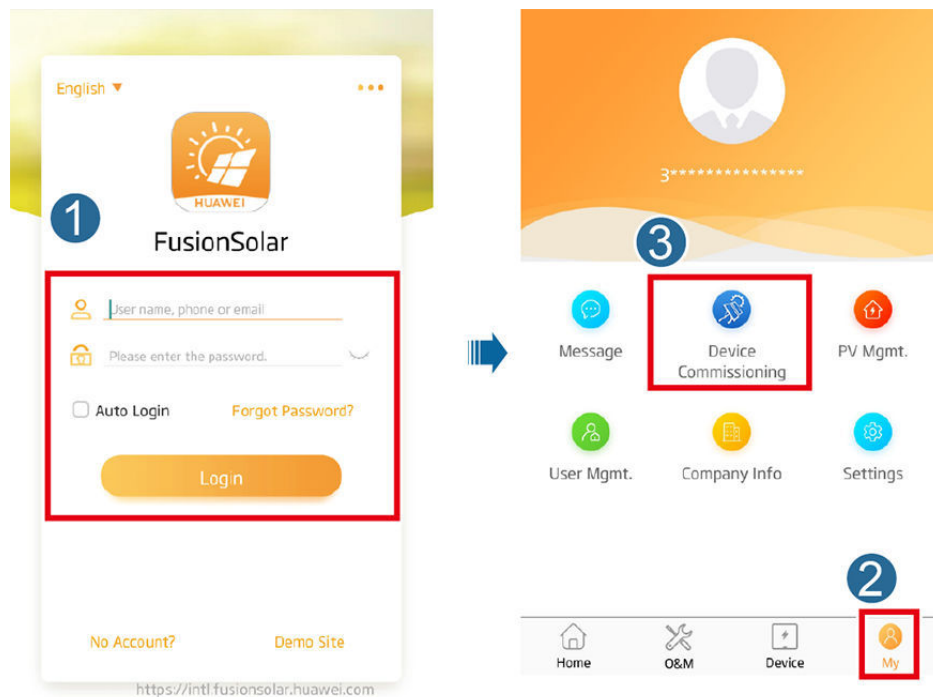 English ▼
HUAWEI
1
FusionSolar
User name, phone or email
Please enter the password.
Auto Login Forgot Password?
Login
No Account? Demo Site
https://intl.fusionsolar.huawei.com
3***************
3
Message Device Commissioning PV Mgmt.
User Mgmt. Company Info Settings
2
Home O&M Device My